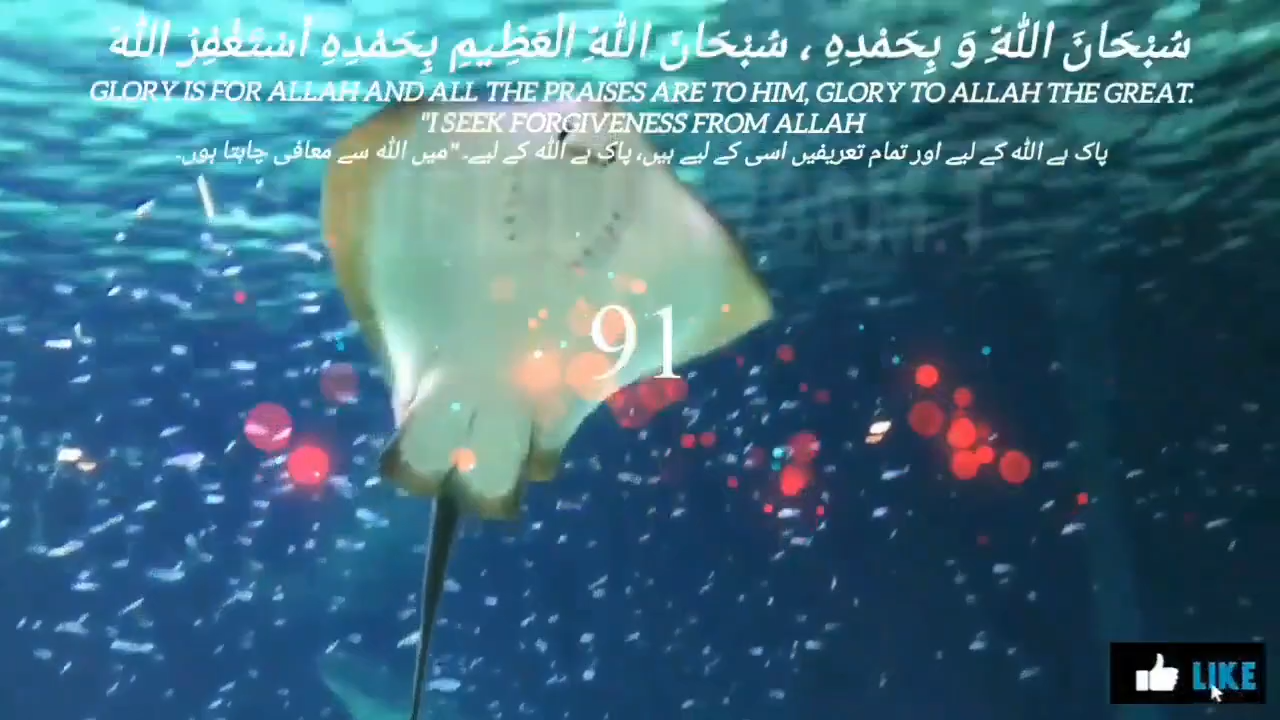 سُبْحَانَ اللَّهِ وَ بِحَمْدِهِ ، سُبْحَانَ اللَّهِ الْعَظِيمِ بِحَمْدِهِ أَسْتَغْفِرُ اللَّهَ
GLORY IS FOR ALLAH AND ALL THE PRAISES ARE TO HIM, GLORY TO ALLAH THE GREAT.
"I SEEK FORGIVENESS FROM ALLAH
پاک ہے اللہ کے لیے اور تمام تعریفیں اسی کے لیے ہیں، پاک ہے اللہ کے لیے۔ "میں اللہ سے معافی چاہتا ہوں۔
91
LIKE